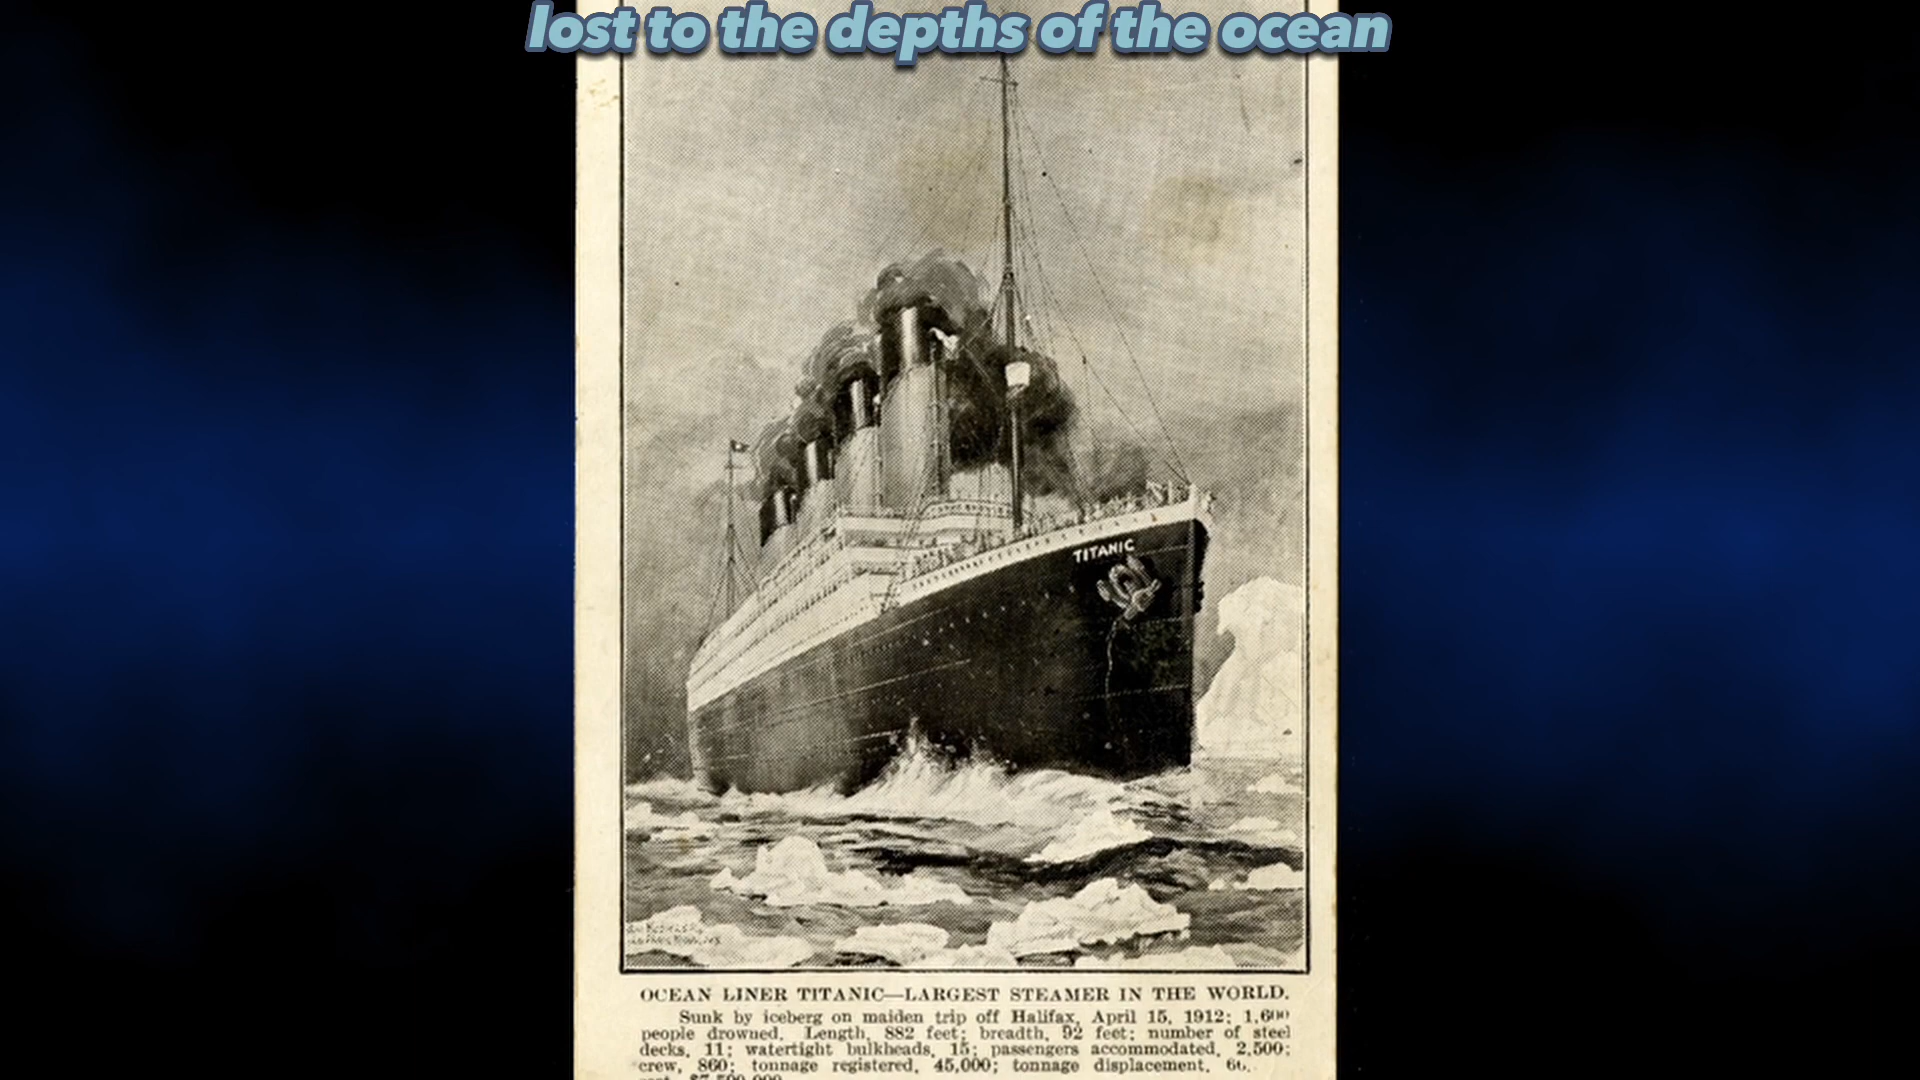 lost to the depths of the ocean
TITANIC
OCEAN LINER TITANIC—LARGEST STEAMER IN THE WORLD.
Sunk by iceberg on maiden trip off Halifax, April 15, 1912; 1,600
people drowned. Length, 882 feet; breadth, 92 feet; number of steel
decks, 11; watertight bulkheads, 15; passengers accommodated, 2,500;
crew, 860; tonnage registered, 45,000; tonnage displacement,